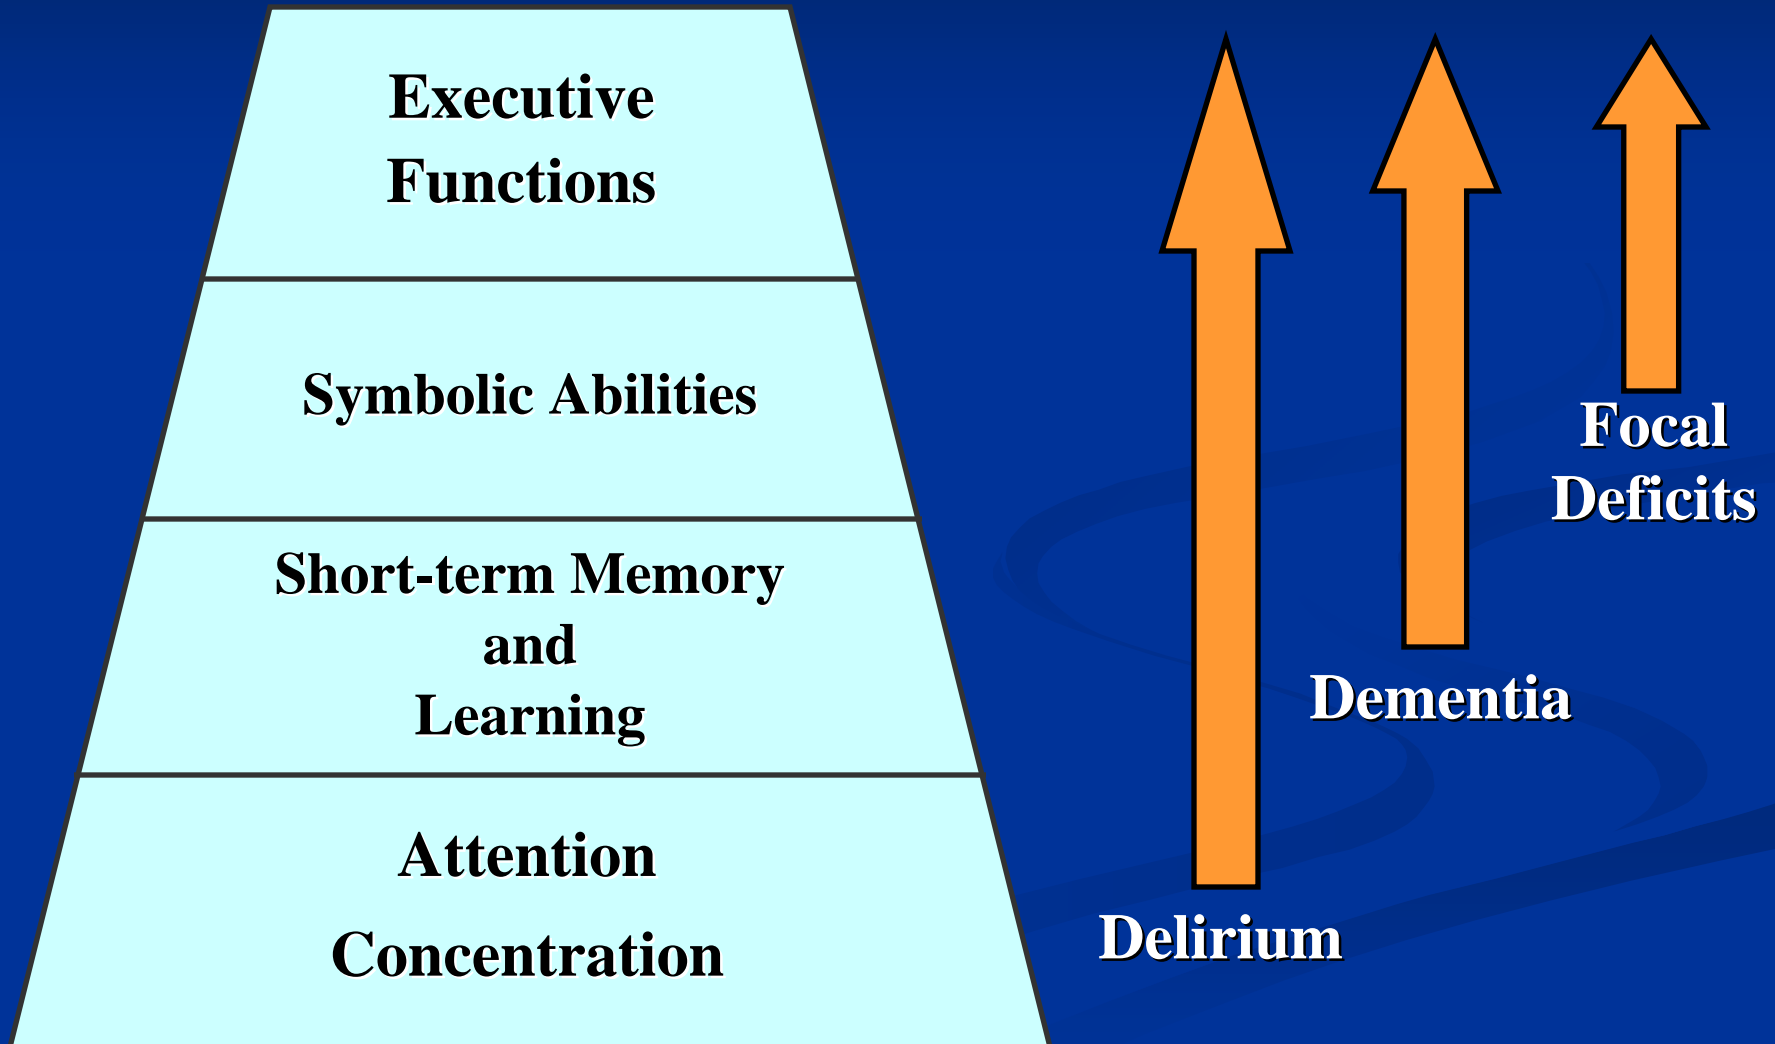 Executive
Functions
Symbolic Abilities
Short-term Memory
and
Learning
Attention
Concentration
Focal
Deficits
Dementia
Delirium